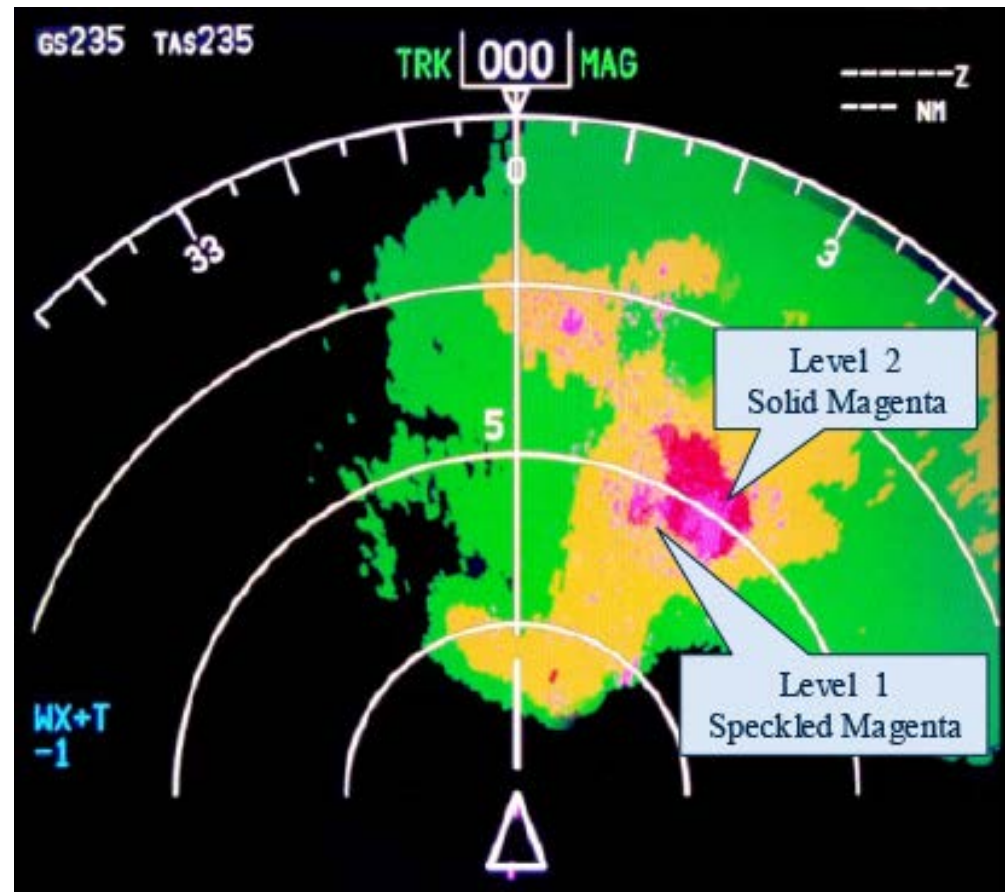 GS235 TAS235
TRK 000 MAG
------Z
--- NM
0
33
3
Level 2
Solid Magenta
5
Level 1
Speckled Magenta
WX+T
-1